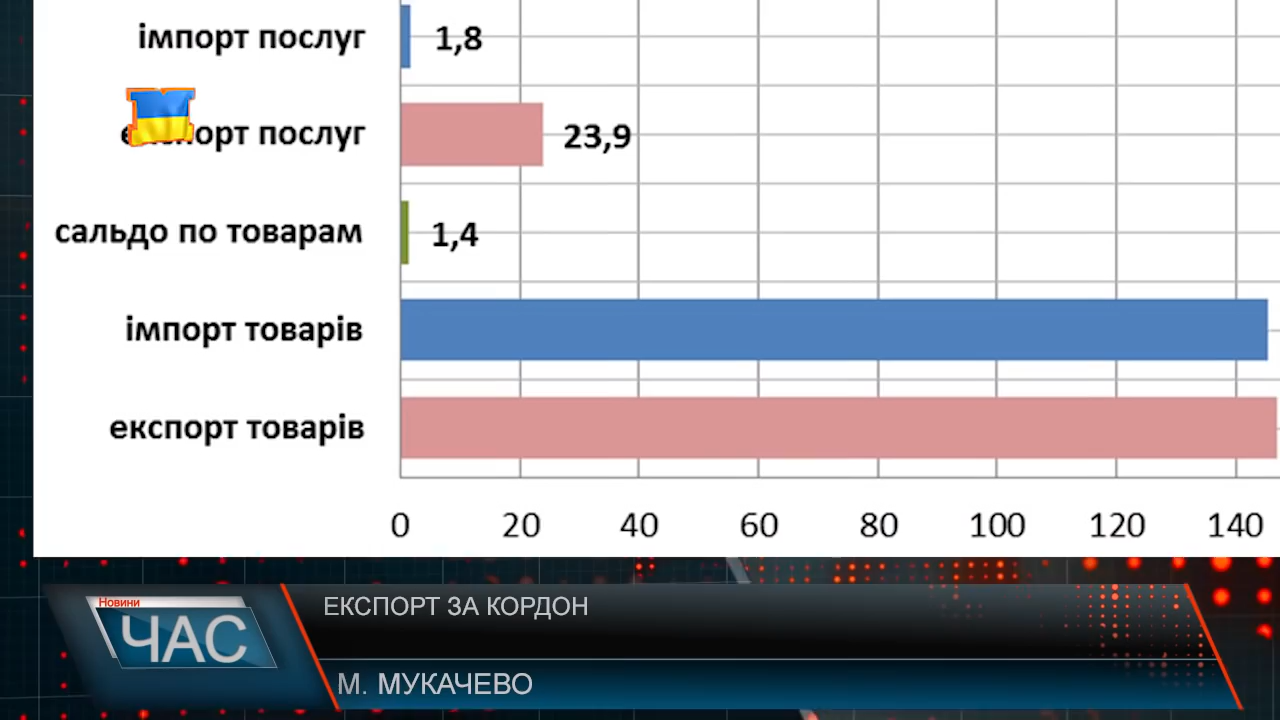 імпорт послуг
1,8
експорт послуг
23,9
сальдо по товарам
1,4
імпорт товарів
експорт товарів
0 20 40 60 80 100 120 140
Новини
ЧАС
ЕКСПОРТ ЗА КОРДОН
М. МУКАЧЕВО